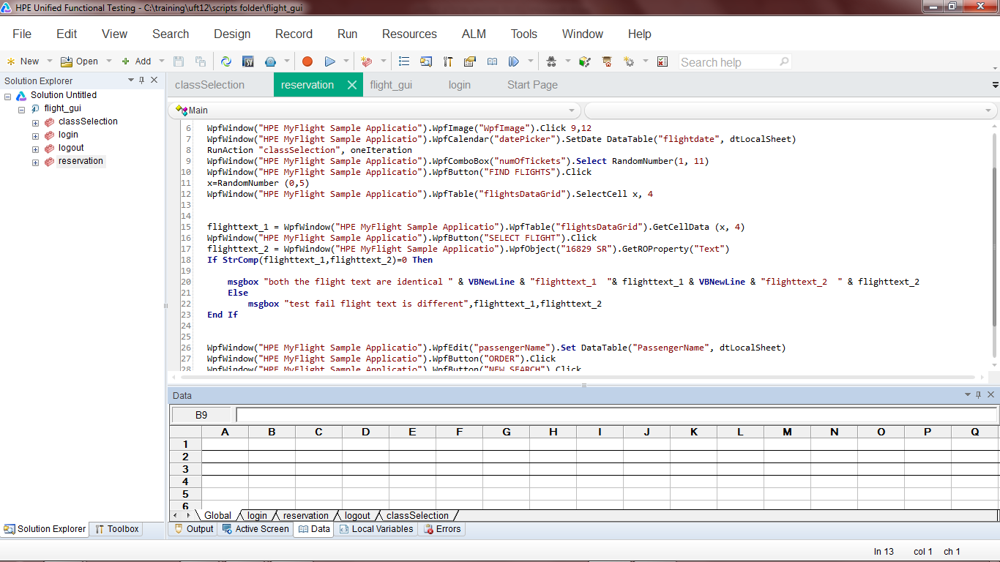 HPE Unified Functional Testing - C:\training\uft12\scripts folder\flight_gui
File Edit View Search Design Record Run Resources ALM Tools Window Help
New Open Add Search help
Solution Explorer
Solution Untitled
flight_gui
classSelection
login
logout
reservation
classSelection reservation flight_gui login Start Page
Main
6 WpfWindow("HPE MyFlight Sample Applicatio").WpfImage("WpfImage").Click 9,12
7 WpfWindow("HPE MyFlight Sample Applicatio").WpfCalendar("datePicker").SetDate DataTable("flightdate", dtLocalSheet)
8 RunAction "classSelection", oneIteration
9 WpfWindow("HPE MyFlight Sample Applicatio").WpfComboBox("numOfTickets").Select RandomNumber(1, 11)
10 WpfWindow("HPE MyFlight Sample Applicatio").WpfButton("FIND FLIGHTS").Click
11 x=RandomNumber (0,5)
12 WpfWindow("HPE MyFlight Sample Applicatio").WpfTable("flightsDataGrid").SelectCell x, 4
13
14
15 flighttext_1 = WpfWindow("HPE MyFlight Sample Applicatio").WpfTable("flightsDataGrid").GetCellData (x, 4)
16 WpfWindow("HPE MyFlight Sample Applicatio").WpfButton("SELECT FLIGHT").Click
17 flighttext_2 = WpfWindow("HPE MyFlight Sample Applicatio").WpfObject("16829 SR").GetROProperty("Text")
18 If StrComp(flighttext_1,flighttext_2)=0 Then
19
20 msgbox "both the flight text are identical " & VBNewLine & "flighttext_1  "& flighttext_1 & VBNewLine & "flighttext_2  " & flighttext_2
21 Else
22 msgbox "test fail flight text is different",flighttext_1,flighttext_2
23 End If
24
25
26 WpfWindow("HPE MyFlight Sample Applicatio").WpfEdit("passengerName").Set DataTable("PassengerName", dtLocalSheet)
27 WpfWindow("HPE MyFlight Sample Applicatio").WpfButton("ORDER").Click
28 WpfWindow("HPE MyFlight Sample Applicatio").WpfButton("NEW SEARCH").Click
Data
B9
A B C D E F G H I J K L M N O P Q
1
2
3
4
5
6
Global login reservation logout classSelection
Solution Explorer Toolbox Output Active Screen Data Local Variables Errors
ln 13 col 1 ch 1